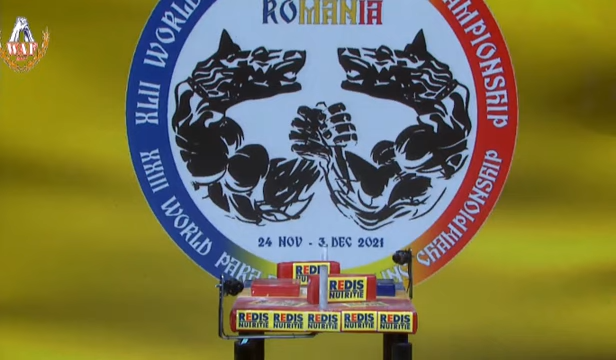 WAF
ROMANIA
XLII WORLD
CHAMPIONSHIP
XXIII WORLD PARA
CHAMPIONSHIP
24 NOV - 3 DEC 2021
REDIS
NUTRITIE
REDIS
NUTRITIE
REDIS
NUTRITIE
REDIS
NUTRITIE
REDIS
NUTRITIE
REDIS
NUTRITIE